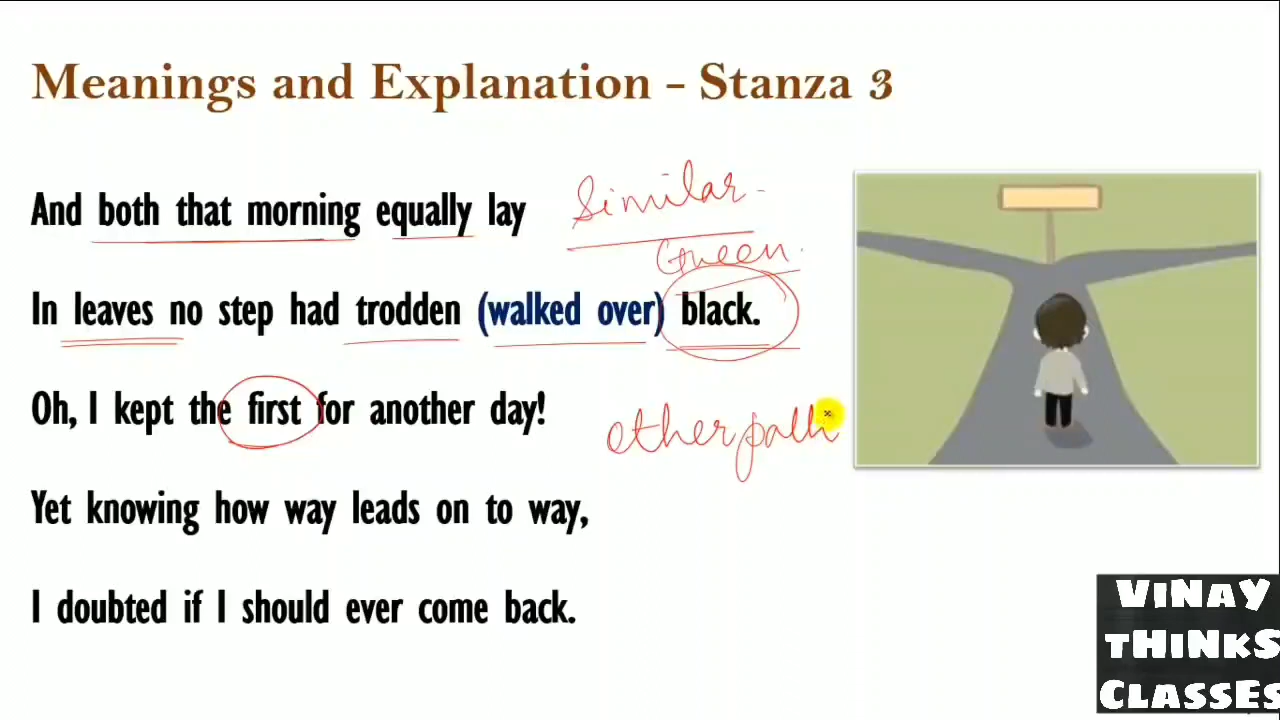 Meanings and Explanation - Stanza 3
And both that morning equally lay
Similar
Green
In leaves no step had trodden (walked over) black.
Oh, I kept the first for another day!
other path
Yet knowing how way leads on to way,
I doubted if I should ever come back.
ViNAY
THiNKS
CLASSES